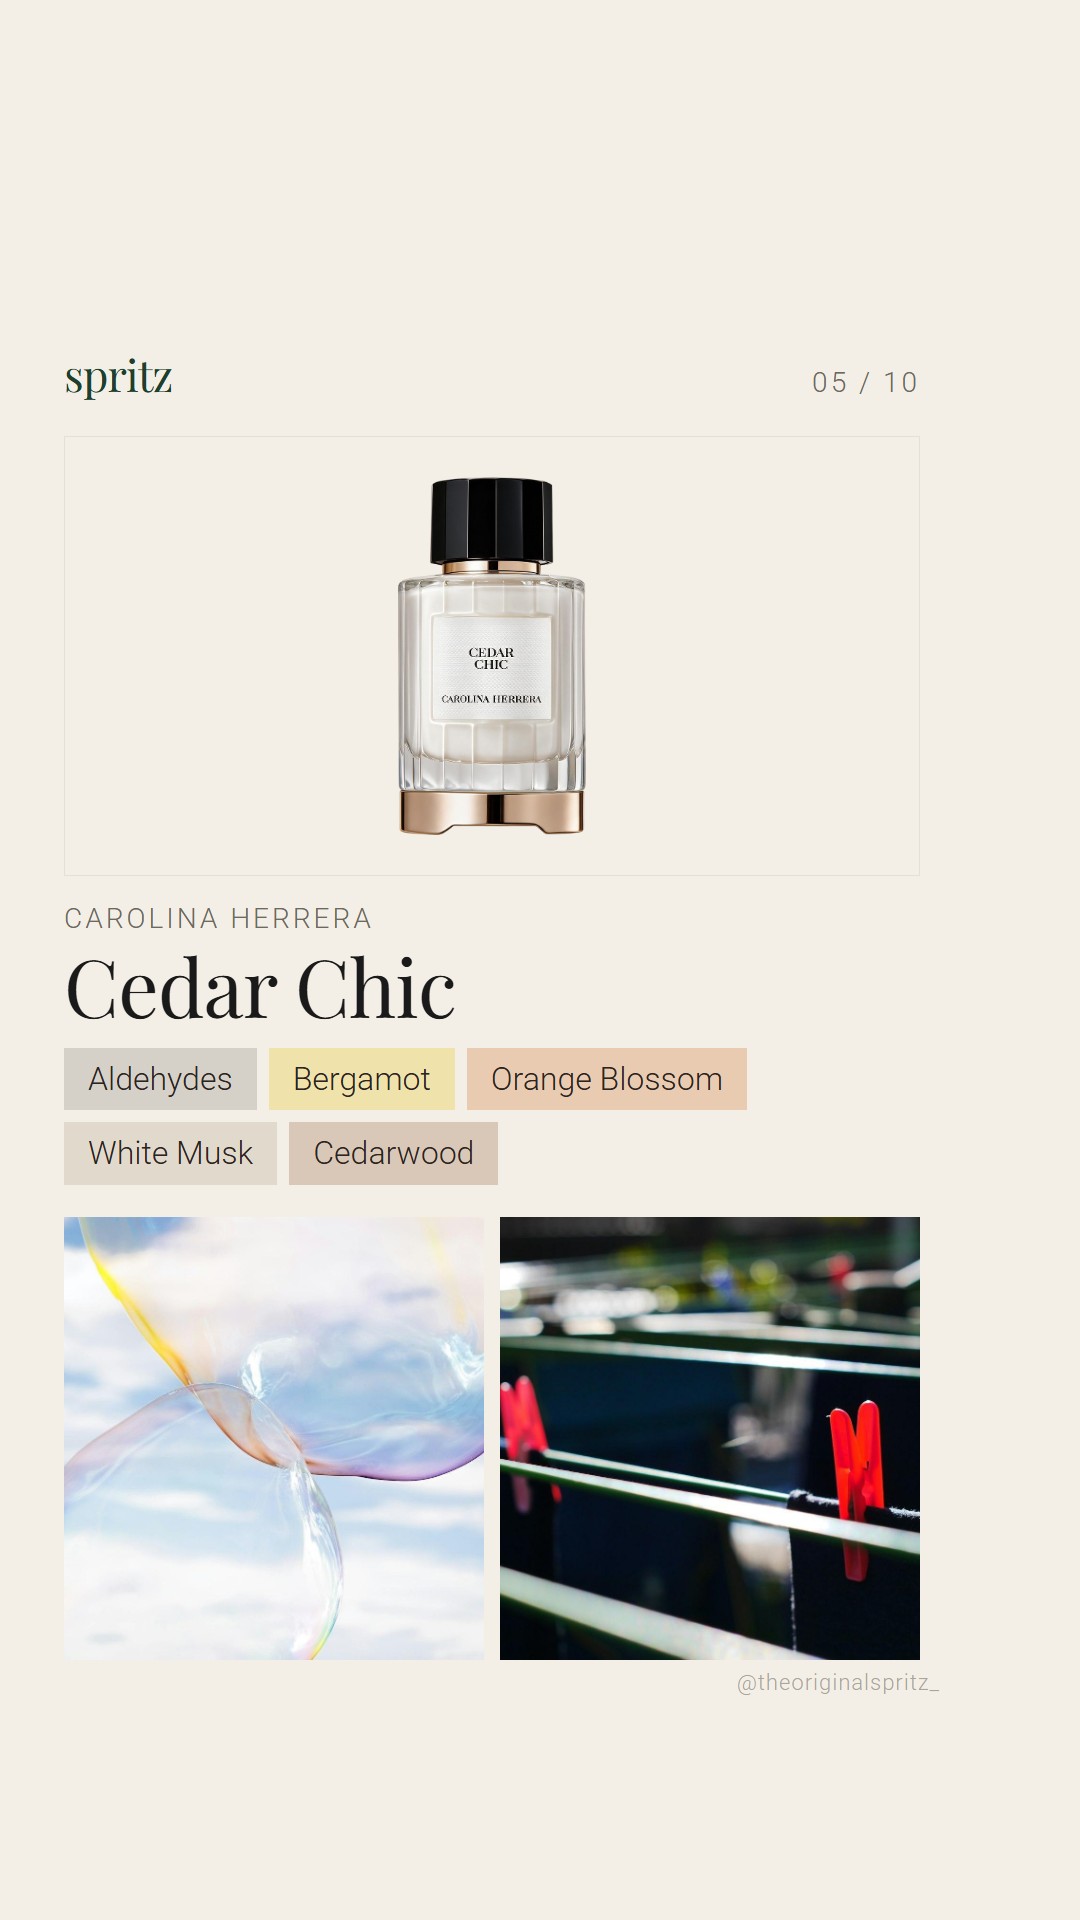 spritz
05 / 10
CEDAR
CHIC
CAROLINA HERRERA
CAROLINA HERRERA
Cedar Chic
Aldehydes
Bergamot
Orange Blossom
White Musk
Cedarwood
@theoriginalspritz_